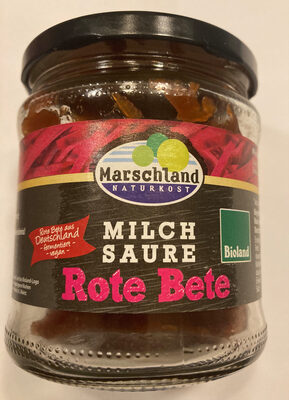 Marschland
NATURKOST
Rote Bete aus
Deutschland
- fermentiert -
- vegan -
MILCH
SAURE
Rote Bete
Bioland